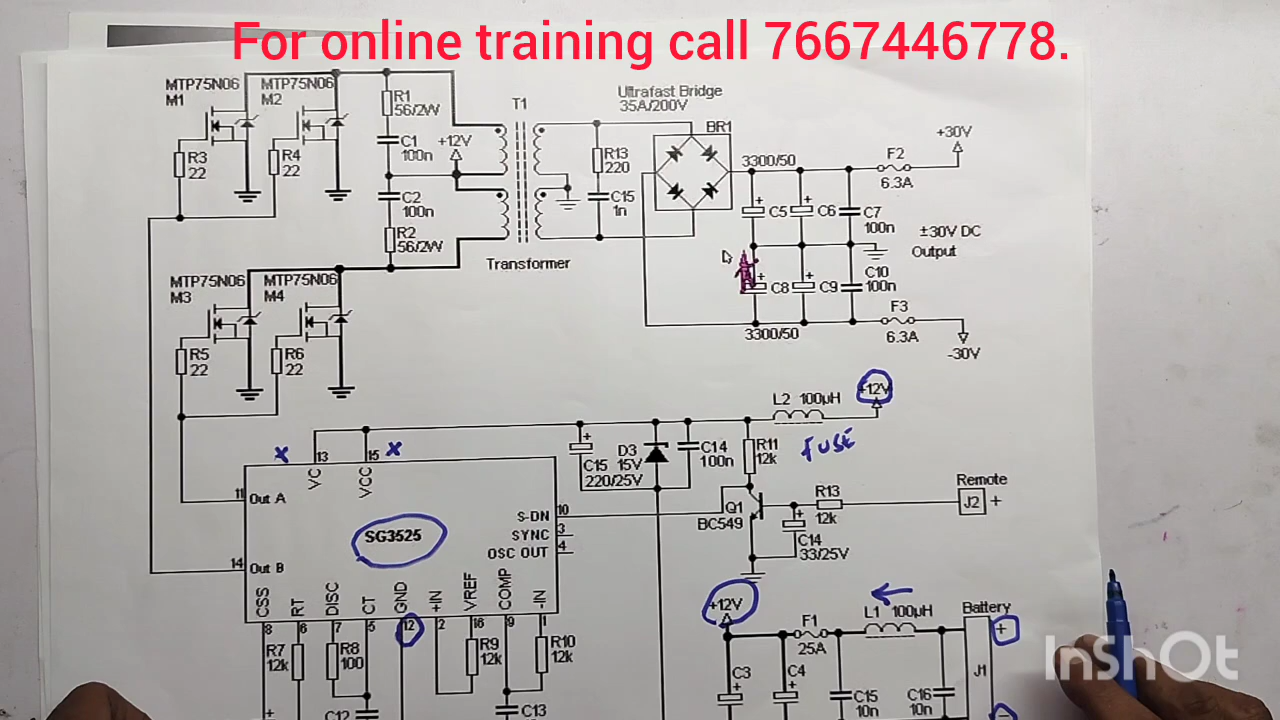 For online training call 7667446778.
MTP75N06
M1
MTP75N06
M2
R1
56/2W
C1
100n
+12V
T1
Ultrafast Bridge
35A/200V
BR1
R13
220
C15
1n
R3
22
R4
22
C2
100n
R2
56/2W
Transformer
3300/50
C5
C6
C7
100n
F2
6.3A
+30V
±30V DC
Output
C8
C9
C10
100n
3300/50
F3
6.3A
-30V
MTP75N06
M3
MTP75N06
M4
R5
22
R6
22
L2 100µH
+12V
FUSE
x
13
15
x
VC
VCC
C15
220/25V
D3
15V
C14
100n
R11
12k
11
Out A
SG3525
S-DN
10
SYNC
3
OSC OUT
4
Q1
BC549
R13
12k
C14
33/25V
Remote
J2
+
14
Out B
CSS
RT
DISC
CT
GND
+IN
VREF
COMP
-IN
8
6
7
5
12
2
16
9
1
R7
12k
R8
100
R9
12k
R10
12k
C12
C13
+12V
F1
25A
L1 100µH
Battery
+
J1
C3
C4
C15
10n
C16
10n
InShOt